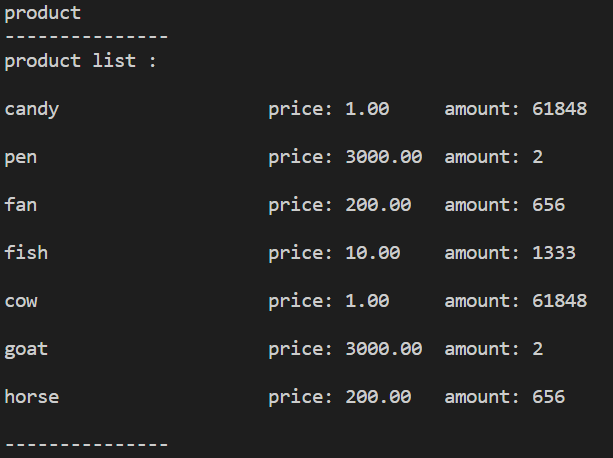 product
---------------
product list :
candy price: 1.00 amount: 61848
pen price: 3000.00 amount: 2
fan price: 200.00 amount: 656
fish price: 10.00 amount: 1333
cow price: 1.00 amount: 61848
goat price: 3000.00 amount: 2
horse price: 200.00 amount: 656
---------------